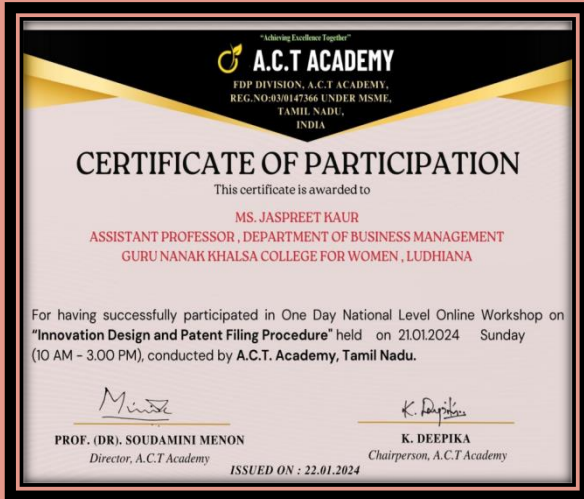 "Achieving Excellence Together"
A.C.T ACADEMY
FDP DIVISION, A.C.T ACADEMY,
REG.NO:03/0147366 UNDER MSME,
TAMIL NADU,
INDIA
CERTIFICATE OF PARTICIPATION
This certificate is awarded to
MS. JASPREET KAUR
ASSISTANT PROFESSOR , DEPARTMENT OF BUSINESS MANAGEMENT
GURU NANAK KHALSA COLLEGE FOR WOMEN , LUDHIANA
For having successfully participated in One Day National Level Online Workshop on
"Innovation Design and Patent Filing Procedure" held on 21.01.2024 Sunday
(10 AM – 3.00 PM), conducted by A.C.T. Academy, Tamil Nadu.
PROF. (DR). SOUDAMINI MENON
Director, A.C.T Academy
K. DEEPIKA
Chairperson, A.C.T Academy
ISSUED ON : 22.01.2024